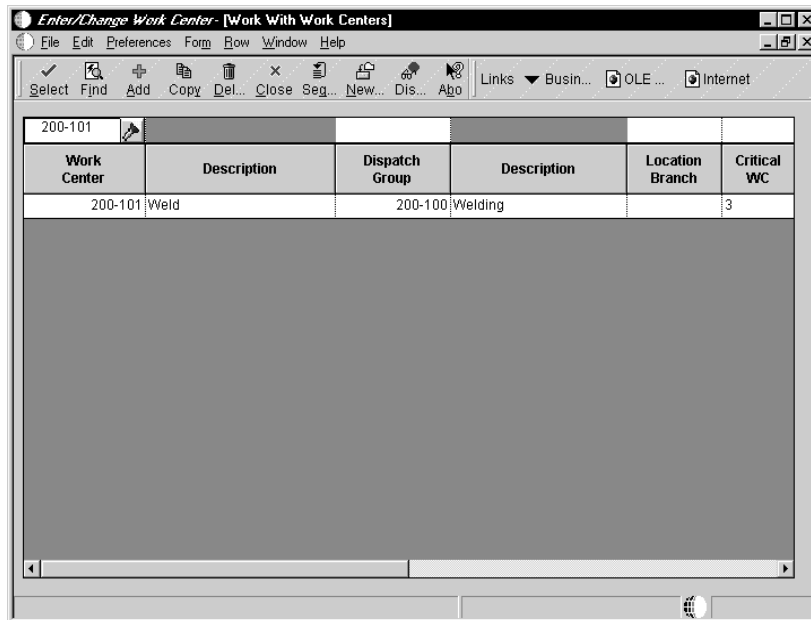 Enter/Change Work Center - [Work With Work Centers]
File Edit Preferences Form Row Window Help
Select Find Add Copy Del... Close Seq... New... Dis... Abo Links Busin... OLE ... Internet
200-101
Work Center Description Dispatch Group Description Location Branch Critical WC
200-101 Weld 200-100 Welding 3